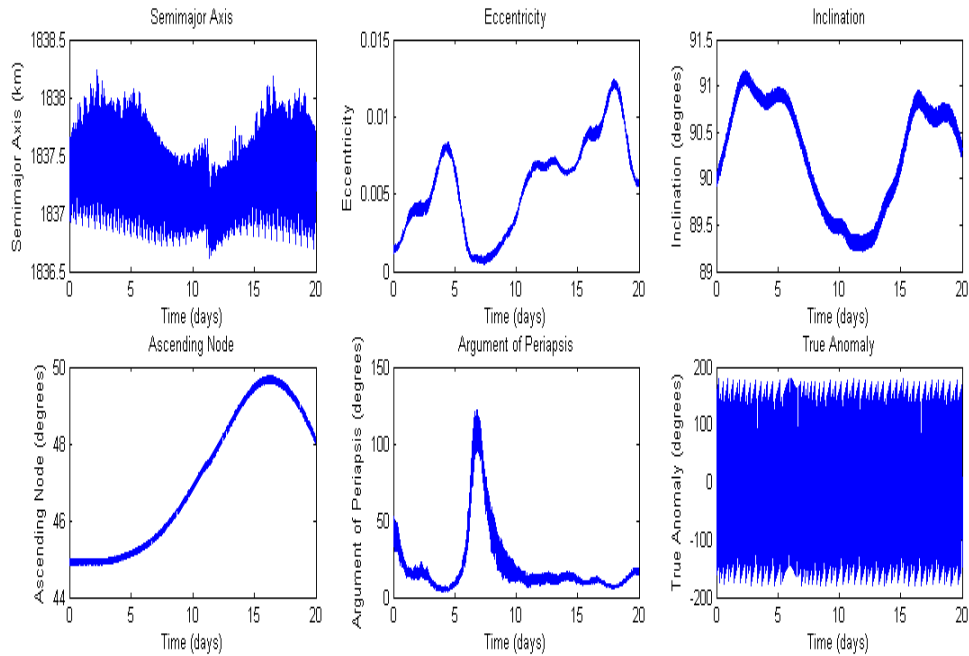 Semimajor Axis
Semimajor Axis (km)
1838.5
1838
1837.5
1837
1836.5
0 5 10 15 20
Time (days)
Eccentricity
Eccentricity
0.015
0.01
0.005
0
0 5 10 15 20
Time (days)
Inclination
Inclination (degrees)
91
90.5
90
89.5
89
0 5 10 15 20
Time (days)
Ascending Node
Ascending Node (degrees)
50
48
46
44
0 5 10 15 20
Time (days)
Argument of Periapsis
Argument of Periapsis (degrees)
150
100
50
0
0 5 10 15 20
Time (days)
True Anomaly
True Anomaly (degrees)
200
100
0
-100
-200
0 5 10 15 20
Time (days)